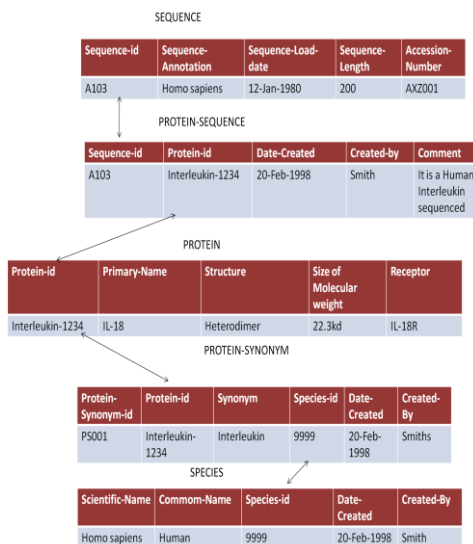 SEQUENCE
Sequence-id Sequence-Annotation Sequence-Load-date Sequence-Length Accession-Number
A103 Homo sapiens 12-Jan-1980 200 AXZ001
PROTEIN-SEQUENCE
Sequence-id Protein-id Date-Created Created-by Comment
A103 Interleukin-1234 20-Feb-1998 Smith It is a Human Interleukin sequenced
PROTEIN
Protein-id Primary-Name Structure Size of Molecular weight Receptor
Interleukin-1234 IL-18 Heterodimer 22.3kd IL-18R
PROTEIN-SYNONYM
Protein-Synonym-id Protein-id Synonym Species-id Date-Created Created-By
PS001 Interleukin-1234 Interleukin 9999 20-Feb-1998 Smiths
SPECIES
Scientific-Name Commom-Name Species-id Date-Created Created-By
Homo sapiens Human 9999 20-Feb-1998 Smith